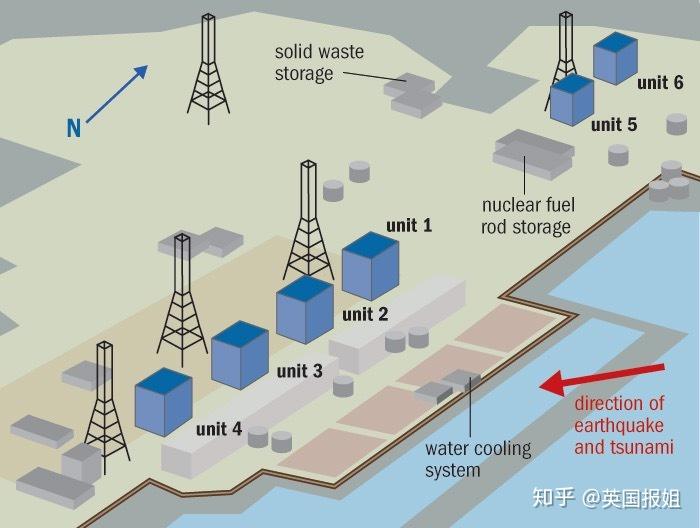 solid waste
storage
unit 6
N
unit 5
nuclear fuel
rod storage
unit 1
unit 2
unit 3
unit 4
direction of
earthquake
and tsunami
water cooling
system
知乎 @英国报姐